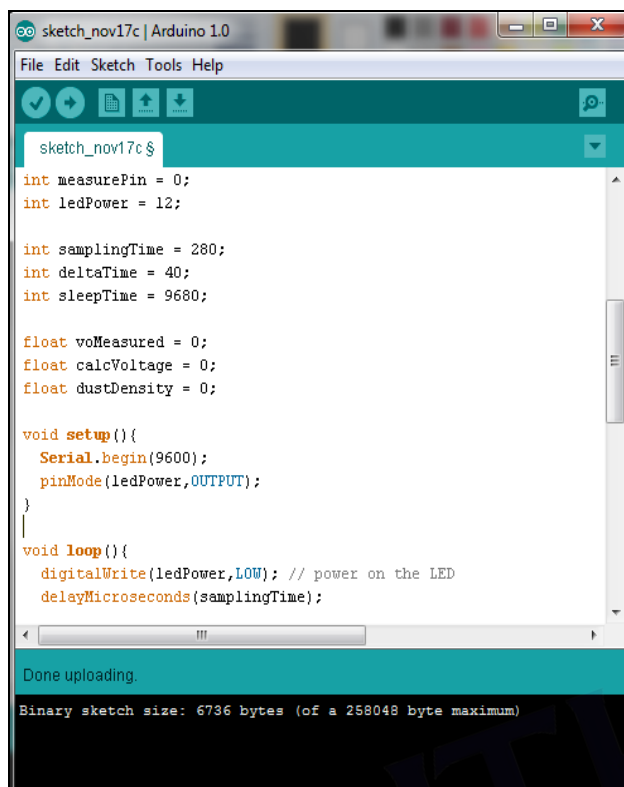 sketch_nov17c | Arduino 1.0
File Edit Sketch Tools Help
sketch_nov17c §
int measurePin = 0;
int ledPower = 12;
int samplingTime = 280;
int deltaTime = 40;
int sleepTime = 9680;
float voMeasured = 0;
float calcVoltage = 0;
float dustDensity = 0;
void setup(){
Serial.begin(9600);
pinMode(ledPower,OUTPUT);
}
void loop(){
digitalWrite(ledPower,LOW); // power on the LED
delayMicroseconds(samplingTime);
Done uploading.
Binary sketch size: 6736 bytes (of a 258048 byte maximum)